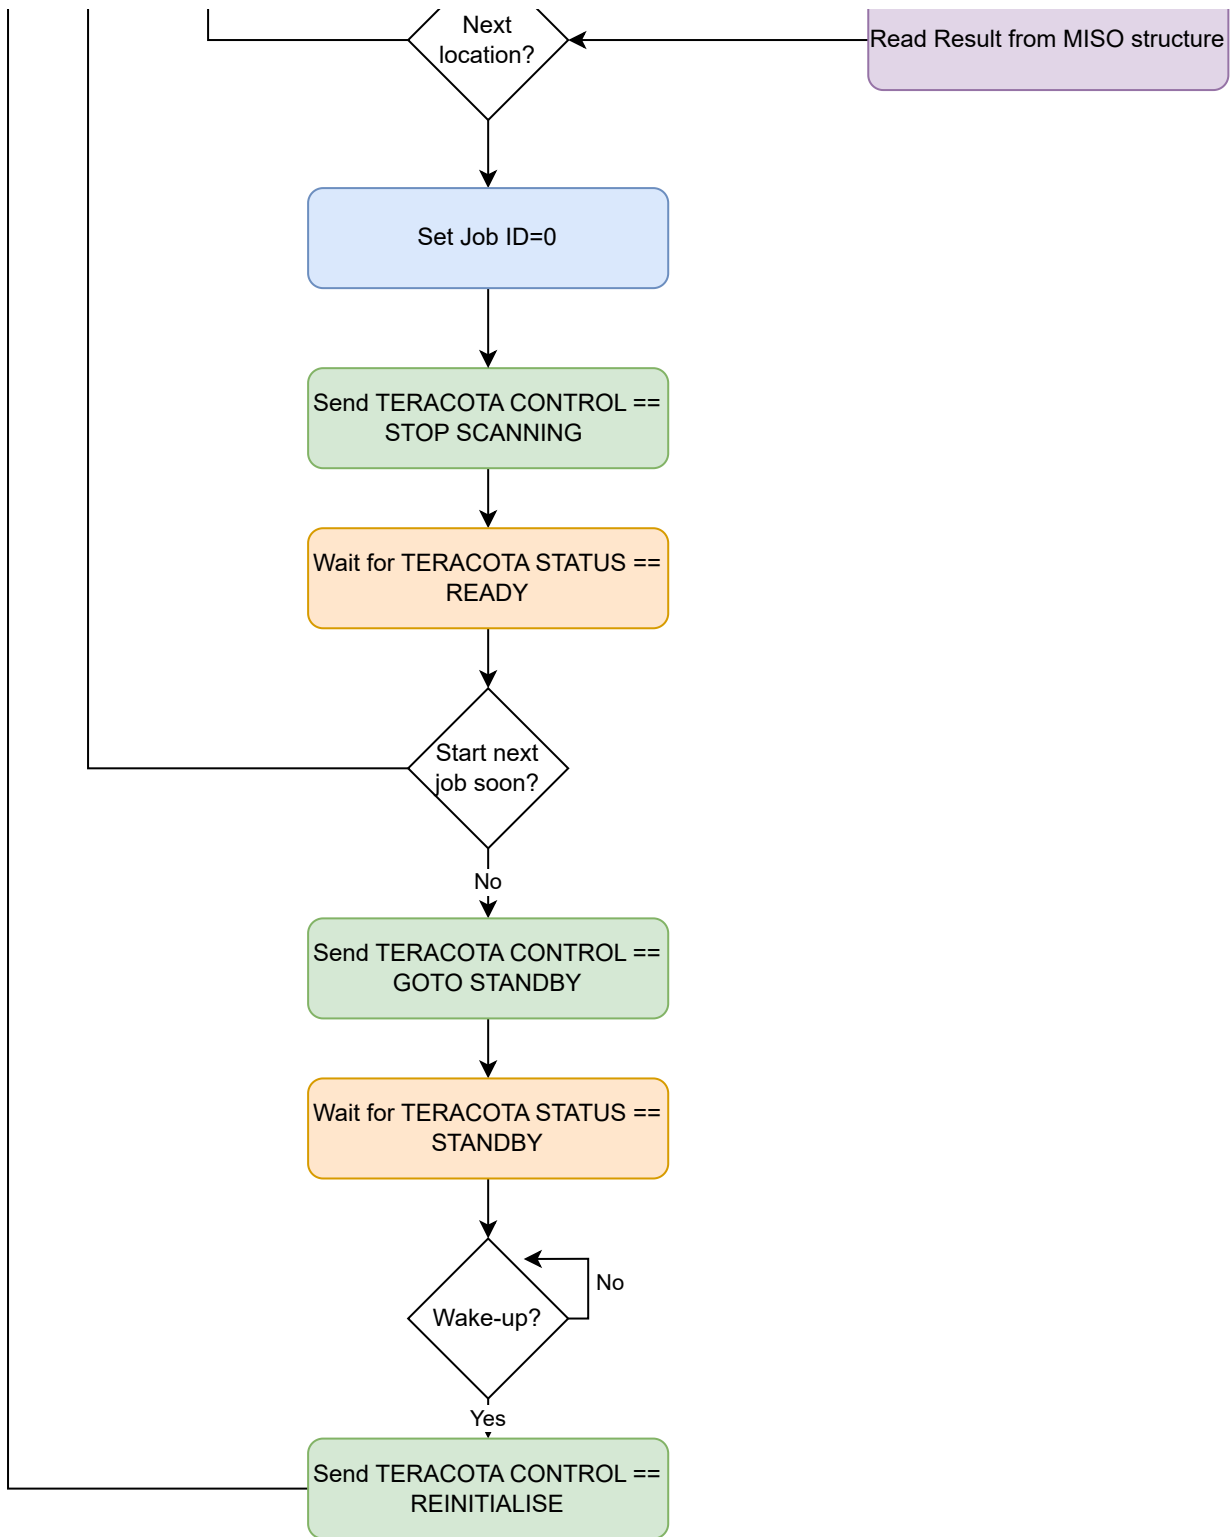 Next
location?
Read Result from MISO structure
Set Job ID=0
Send TERACOTA CONTROL ==
STOP SCANNING
Wait for TERACOTA STATUS ==
READY
Start next
job soon?
No
Send TERACOTA CONTROL ==
GOTO STANDBY
Wait for TERACOTA STATUS ==
STANDBY
No
Wake-up?
Yes
Send TERACOTA CONTROL ==
REINITIALISE